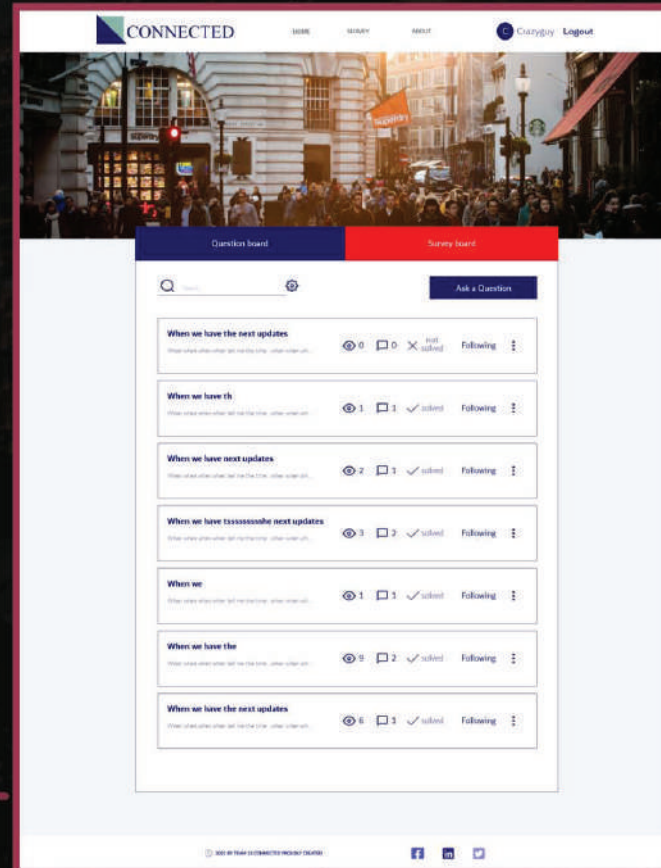 CONNECTED
HOME SURVEY ABOUT
C Crazyguy Logout
Superdry
Question board Survey board
Ask a Question
When we have the next updates
0 0 not solved Following
When we have th
1 1 solved Following
When we have next updates
2 1 solved Following
When we have tsssssssssshe next updates
3 2 solved Following
When we
1 1 solved Following
When we have the
9 2 solved Following
When we have the next updates
6 1 solved Following